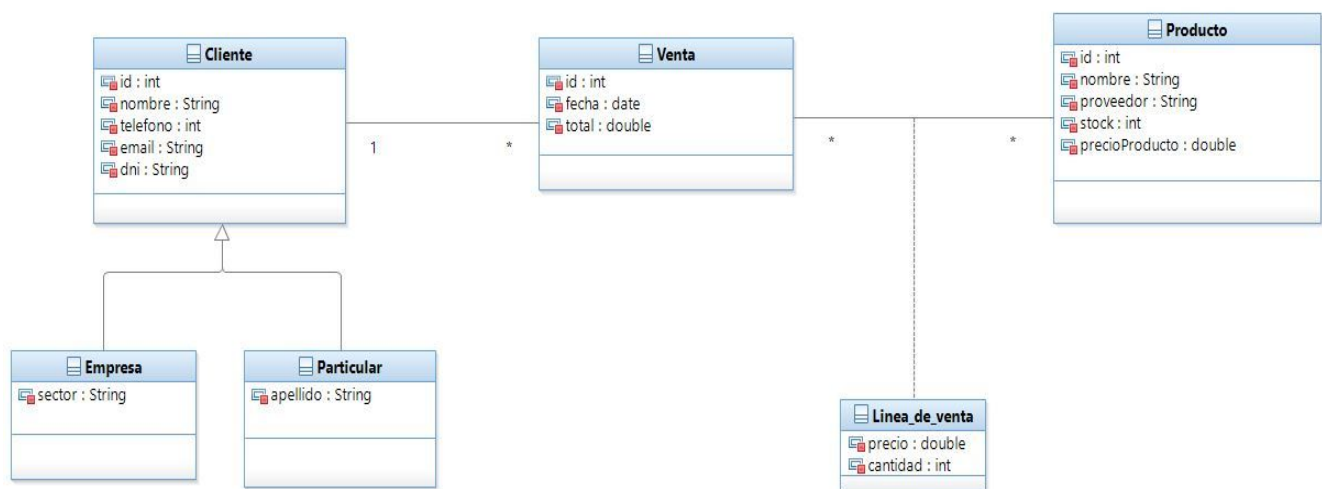 Cliente
id : int
nombre : String
telefono : int
email : String
dni : String
1
*
Venta
id : int
fecha : date
total : double
*
*
Producto
id : int
nombre : String
proveedor : String
stock : int
precioProducto : double
Empresa
sector : String
Particular
apellido : String
Linea_de_venta
precio : double
cantidad : int